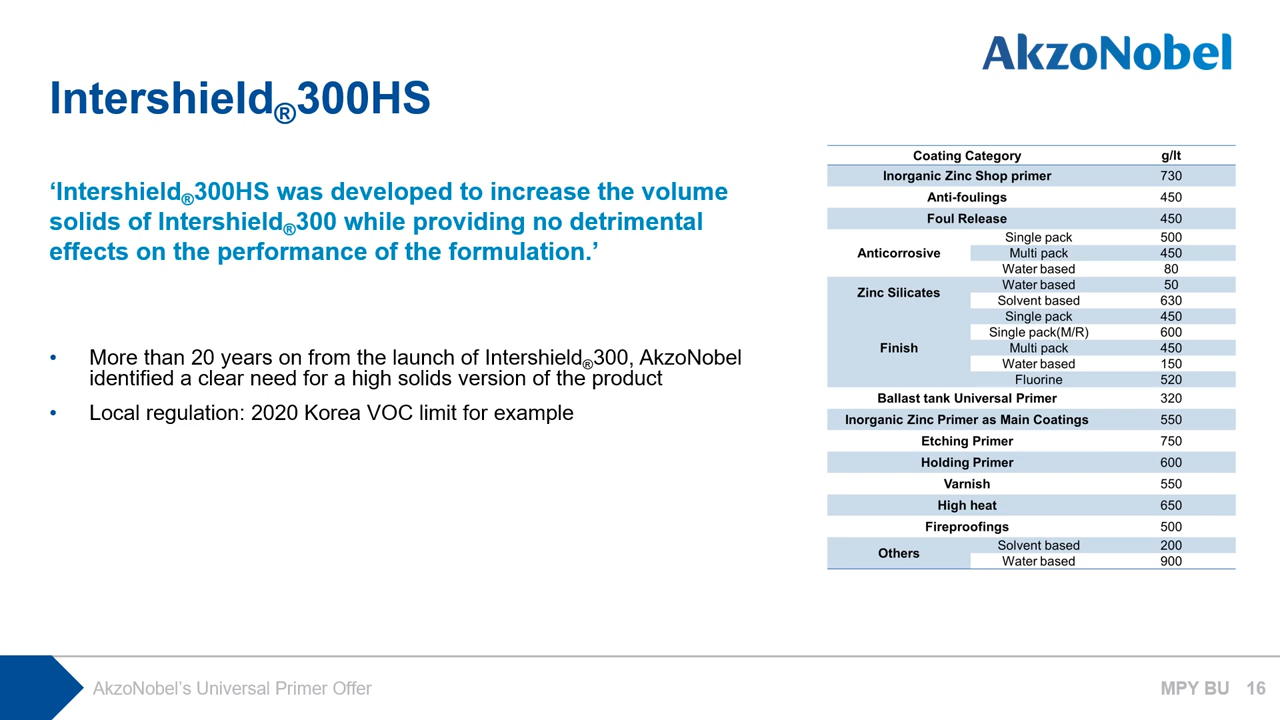 AkzoNobel
Intershield®300HS
‘Intershield®300HS was developed to increase the volume
solids of Intershield®300 while providing no detrimental
effects on the performance of the formulation.’
• More than 20 years on from the launch of Intershield®300, AkzoNobel
identified a clear need for a high solids version of the product
• Local regulation: 2020 Korea VOC limit for example
Coating Category g/lt
Inorganic Zinc Shop primer 730
Anti-foulings 450
Foul Release 450
Anticorrosive
Single pack 500
Multi pack 450
Water based 80
Zinc Silicates
Water based 50
Solvent based 630
Finish
Single pack 450
Single pack(M/R) 600
Multi pack 450
Water based 150
Fluorine 520
Ballast tank Universal Primer 320
Inorganic Zinc Primer as Main Coatings 550
Etching Primer 750
Holding Primer 600
Varnish 550
High heat 650
Fireproofings 500
Others
Solvent based 200
Water based 900
AkzoNobel’s Universal Primer Offer
MPY BU 16